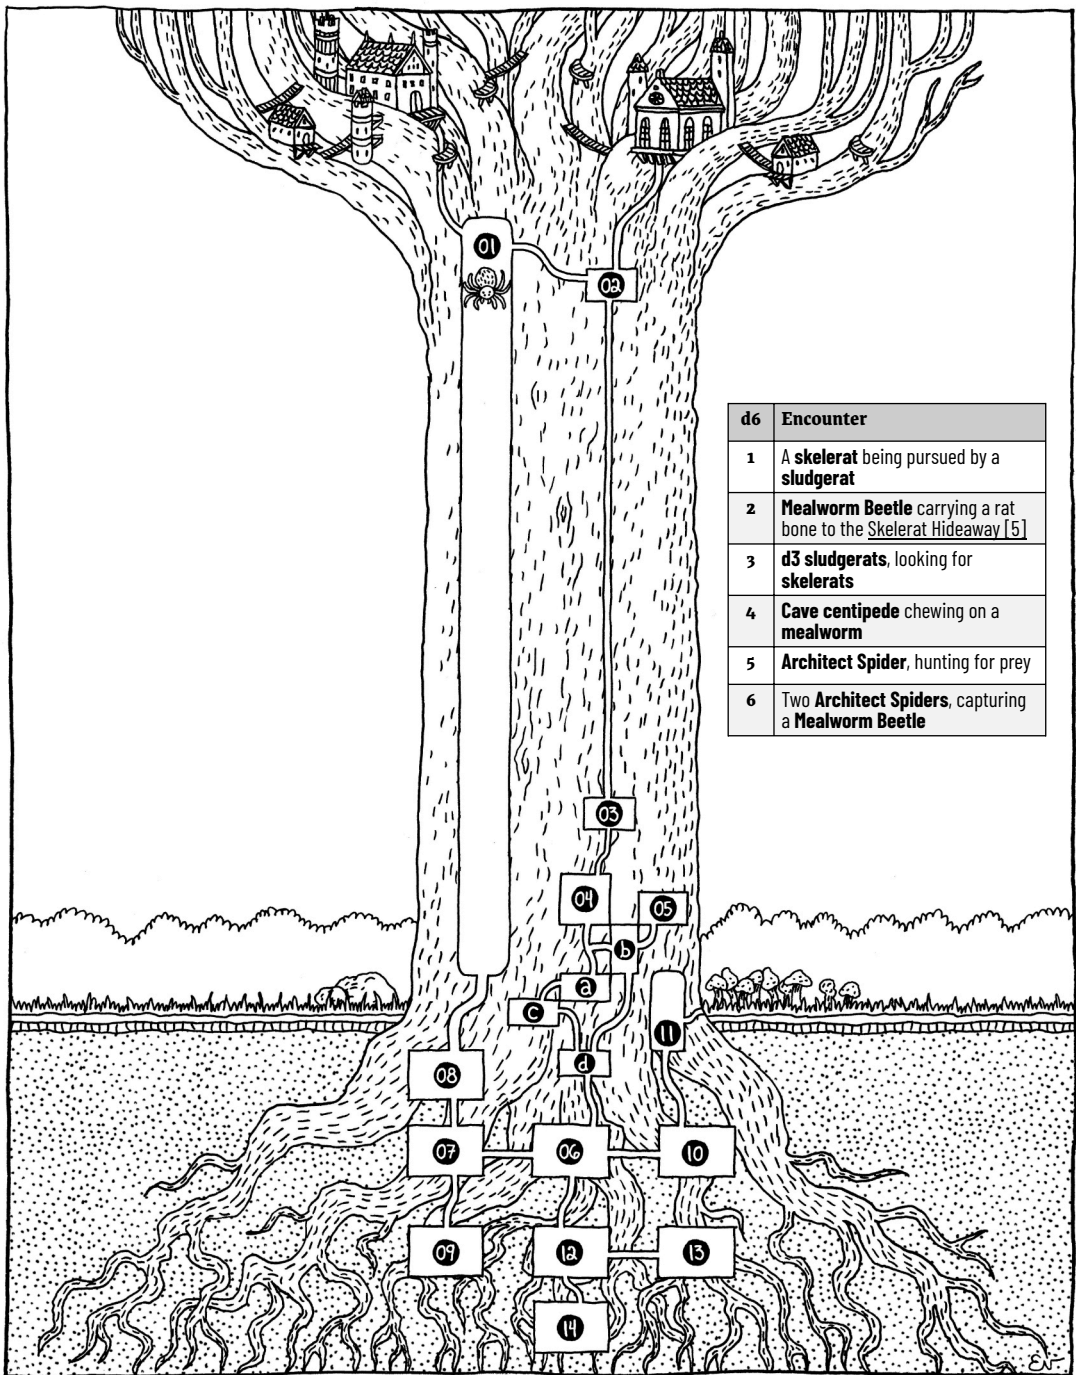 01
02
d6 Encounter
1 A skelerat being pursued by a
sludgerat
2 Mealworm Beetle carrying a rat
bone to the Skelerat Hideaway [5]
3 d3 sludgerats, looking for
skelerats
4 Cave centipede chewing on a
mealworm
5 Architect Spider, hunting for prey
6 Two Architect Spiders, capturing
a Mealworm Beetle
03
04
05
b
a
c
11
d
08
07
06
10
09
12
13
14